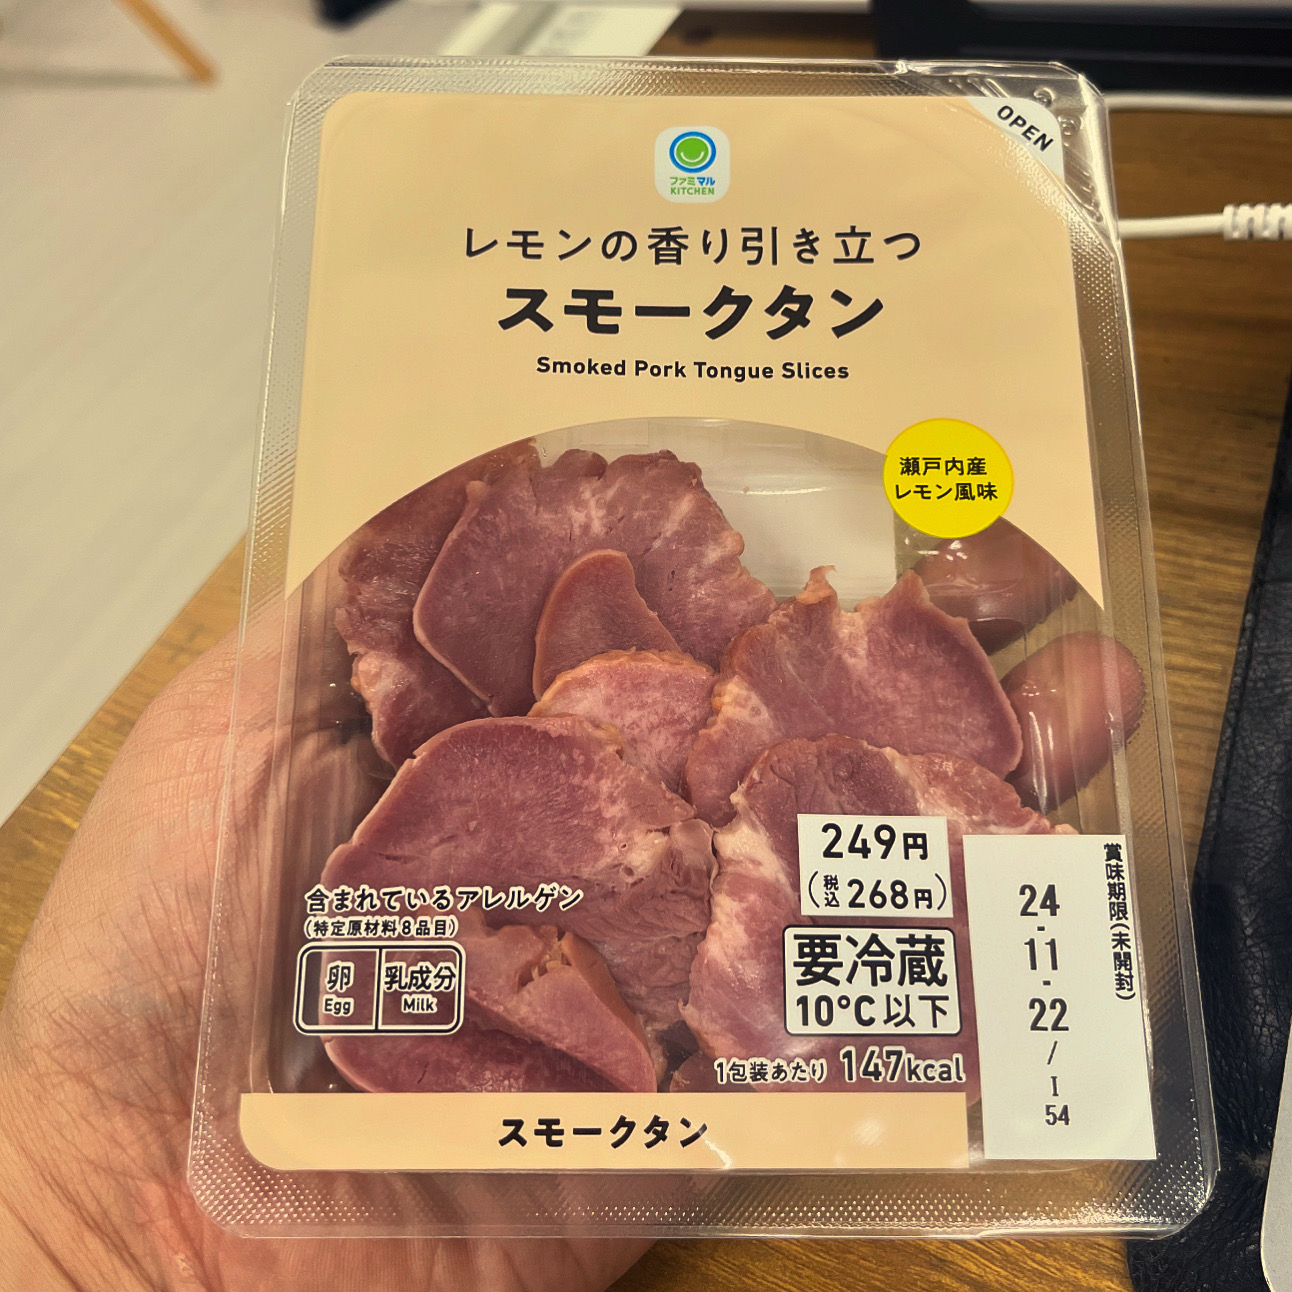 OPEN
ファミマル
KITCHEN
レモンの香り引き立つ
スモークタン
Smoked Pork Tongue Slices
瀬戸内産
レモン風味
249円
(税込268円)
要冷蔵
10°C以下
1包装あたり 147kcal
含まれているアレルゲン
(特定原材料8品目)
卵
Egg
乳成分
Milk
賞味期限(未開封)
24
-
11
-
22
/
I
54
スモークタン